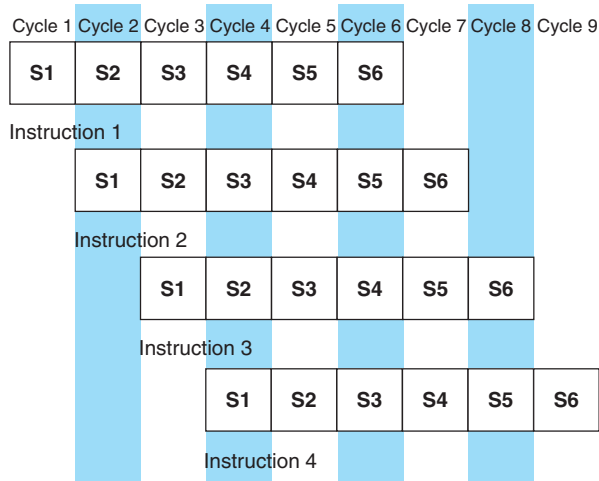 Cycle 1 Cycle 2 Cycle 3 Cycle 4 Cycle 5 Cycle 6 Cycle 7 Cycle 8 Cycle 9
S1 S2 S3 S4 S5 S6
Instruction 1
S1 S2 S3 S4 S5 S6
Instruction 2
S1 S2 S3 S4 S5 S6
Instruction 3
S1 S2 S3 S4 S5 S6
Instruction 4